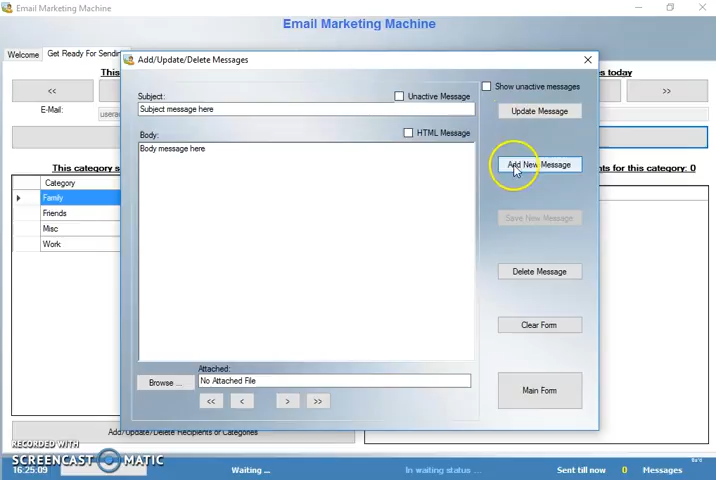 Email Marketing Machine
Email Marketing Machine
Welcome
Get Ready For Sendin
This
es today
<<
>>
E-Mail:
Add/Update/Delete Messages
Subject:
Unactive Message
Show unactive messages
Subject message here
Update Message
Body:
HTML Message
Body message here
Add New Message
This category s
nts for this category: 0
Category
Family
Friends
Misc
Work
Save New Message
Delete Message
Clear Form
Attached:
Browse ...
No Attached File
<<
<
>
>>
Main Form
Add/Update/Delete Recipients or Categories
RECORDED WITH
SCREENCAST MATIC
16:25:09
Waiting ...
In waiting status ...
Sent till now
0
Messages